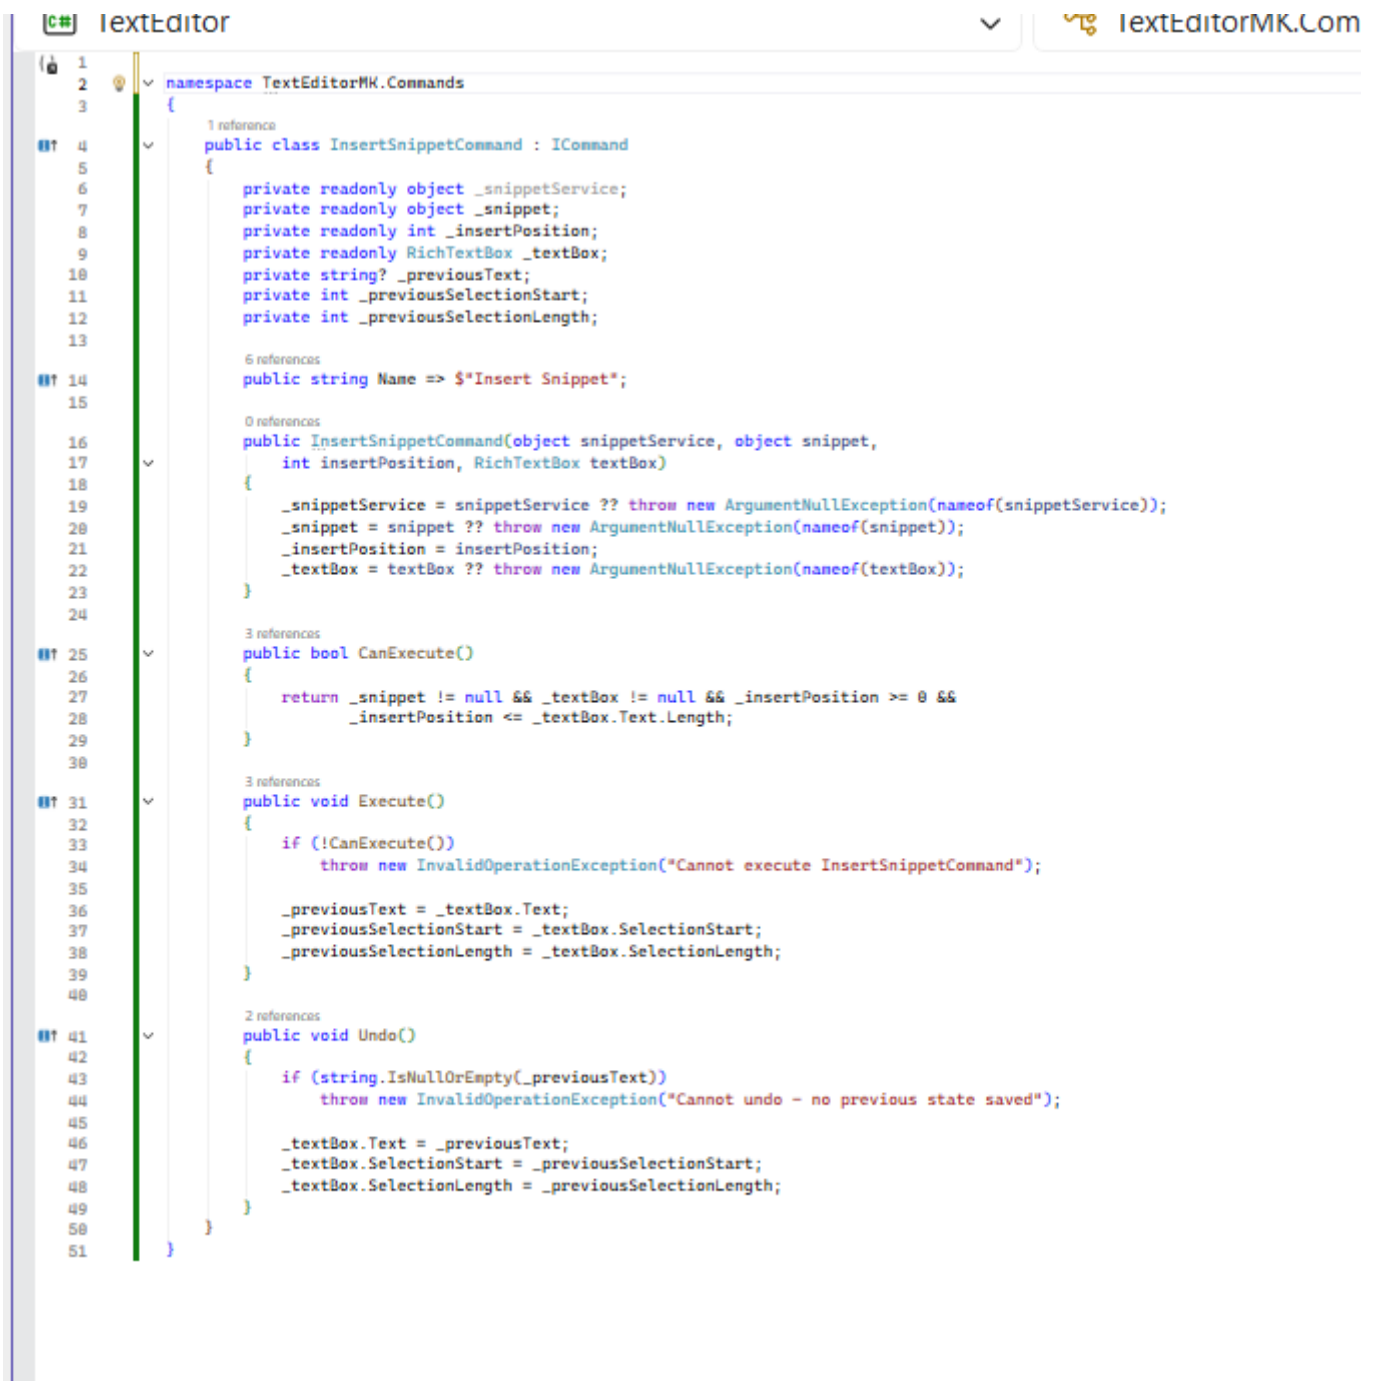 C# TextEditor TextEditorMK.Com
1
2 namespace TextEditorMK.Commands
3 {
1 reference
4 public class InsertSnippetCommand : ICommand
5 {
6 private readonly object _snippetService;
7 private readonly object _snippet;
8 private readonly int _insertPosition;
9 private readonly RichTextBox _textBox;
10 private string? _previousText;
11 private int _previousSelectionStart;
12 private int _previousSelectionLength;
13
6 references
14 public string Name => $"Insert Snippet";
15
0 references
16 public InsertSnippetCommand(object snippetService, object snippet,
17 int insertPosition, RichTextBox textBox)
18 {
19 _snippetService = snippetService ?? throw new ArgumentNullException(nameof(snippetService));
20 _snippet = snippet ?? throw new ArgumentNullException(nameof(snippet));
21 _insertPosition = insertPosition;
22 _textBox = textBox ?? throw new ArgumentNullException(nameof(textBox));
23 }
24
3 references
25 public bool CanExecute()
26 {
27 return _snippet != null && _textBox != null && _insertPosition >= 0 &&
28 _insertPosition <= _textBox.Text.Length;
29 }
30
3 references
31 public void Execute()
32 {
33 if (!CanExecute())
34 throw new InvalidOperationException("Cannot execute InsertSnippetCommand");
35
36 _previousText = _textBox.Text;
37 _previousSelectionStart = _textBox.SelectionStart;
38 _previousSelectionLength = _textBox.SelectionLength;
39 }
40
2 references
41 public void Undo()
42 {
43 if (string.IsNullOrEmpty(_previousText))
44 throw new InvalidOperationException("Cannot undo - no previous state saved");
45
46 _textBox.Text = _previousText;
47 _textBox.SelectionStart = _previousSelectionStart;
48 _textBox.SelectionLength = _previousSelectionLength;
49 }
50 }
51 }